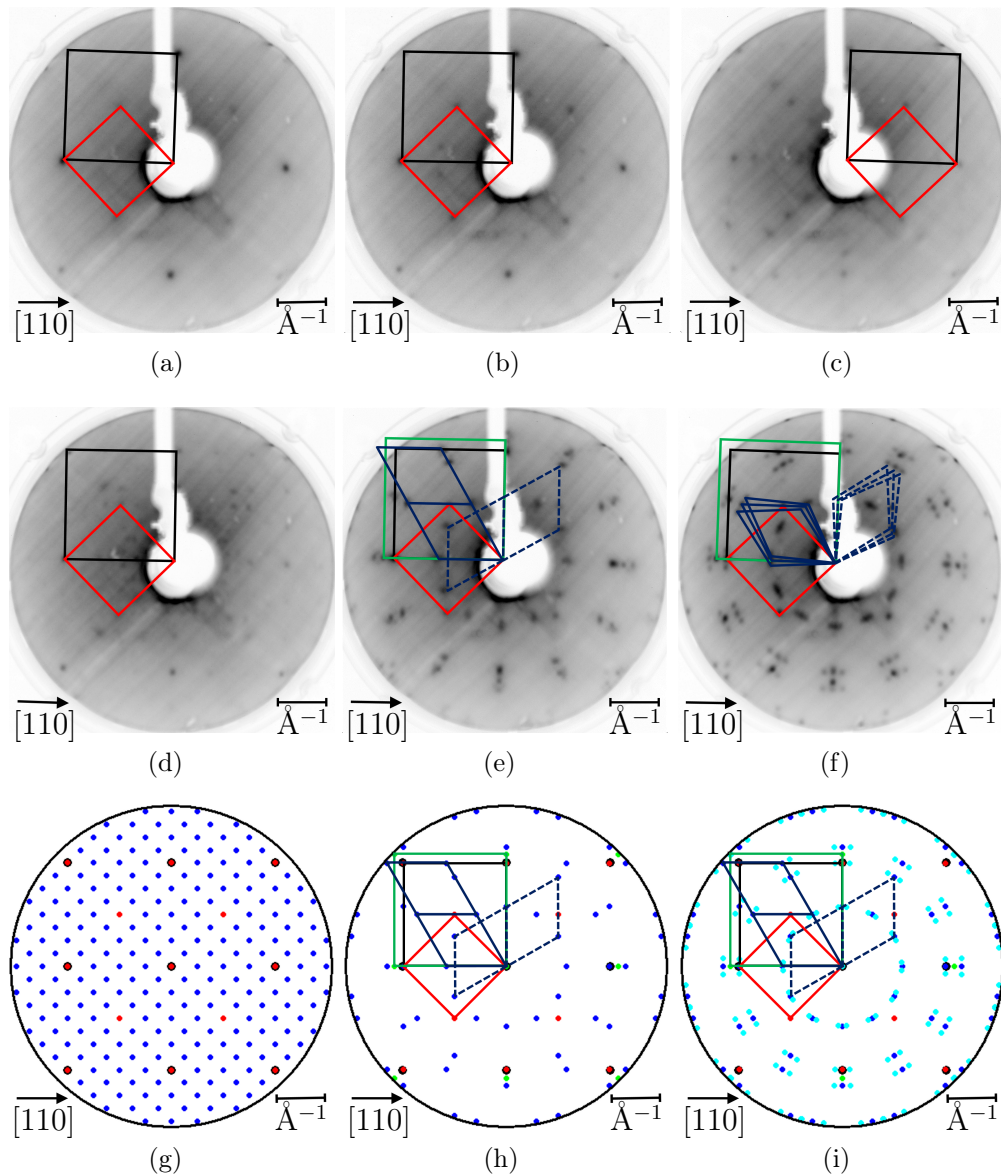 [110] Å⁻¹ [110] Å⁻¹ [110] Å⁻¹
(a) (b) (c)
[110] Å⁻¹ [110] Å⁻¹ [110] Å⁻¹
(d) (e) (f)
[110] Å⁻¹ [110] Å⁻¹ [110] Å⁻¹
(g) (h) (i)